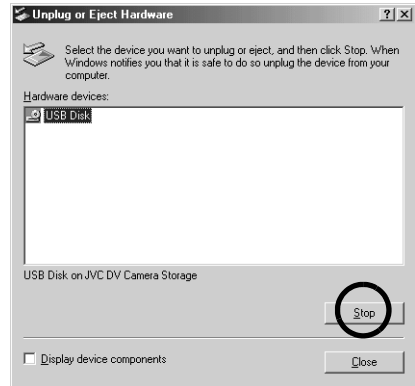 Unplug or Eject Hardware
Select the device you want to unplug or eject, and then click Stop. When
Windows notifies you that it is safe to do so unplug the device from your
computer.
Hardware devices:
USB Disk
USB Disk on JVC DV Camera Storage
Stop
Display device components
Close